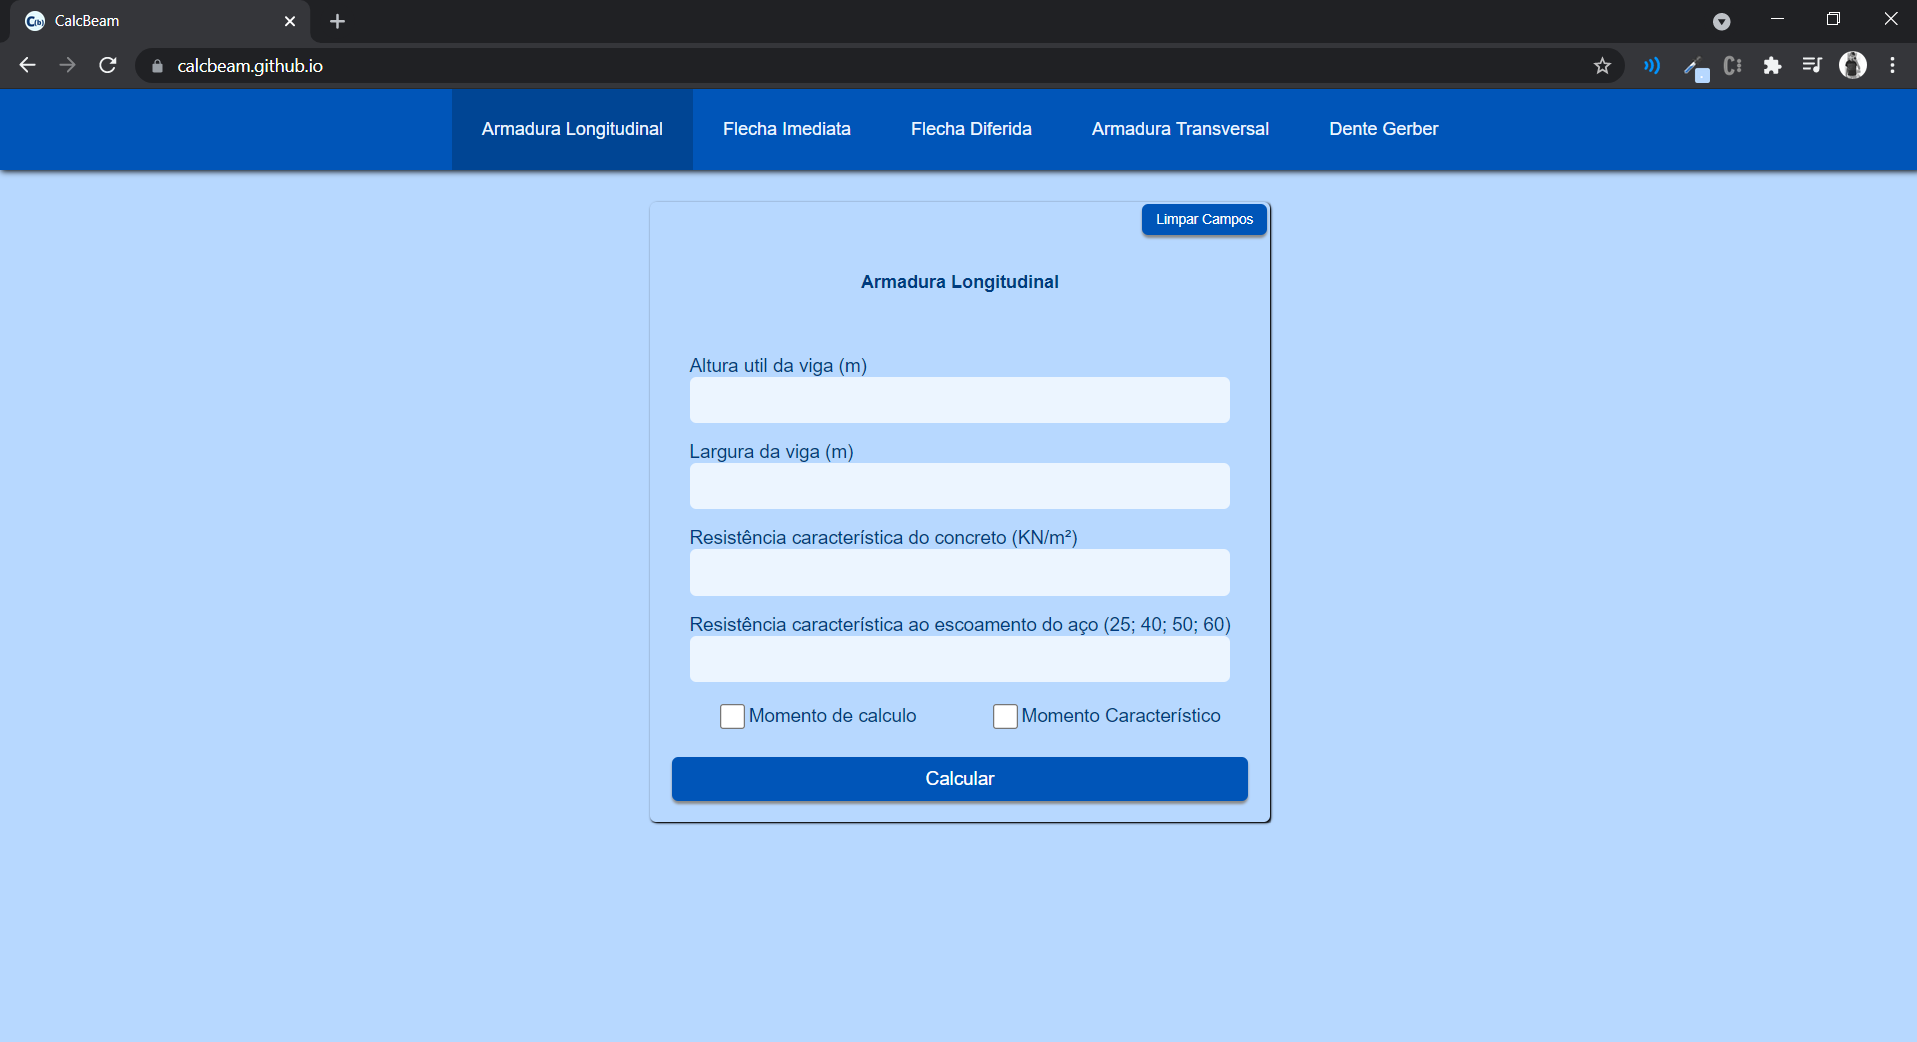 CalcBeam
calcbeam.github.io
Armadura Longitudinal Flecha Imediata Flecha Diferida Armadura Transversal Dente Gerber
Limpar Campos
Armadura Longitudinal
Altura util da viga (m)
Largura da viga (m)
Resistência característica do concreto (KN/m²)
Resistência característica ao escoamento do aço (25; 40; 50; 60)
Momento de calculo Momento Característico
Calcular